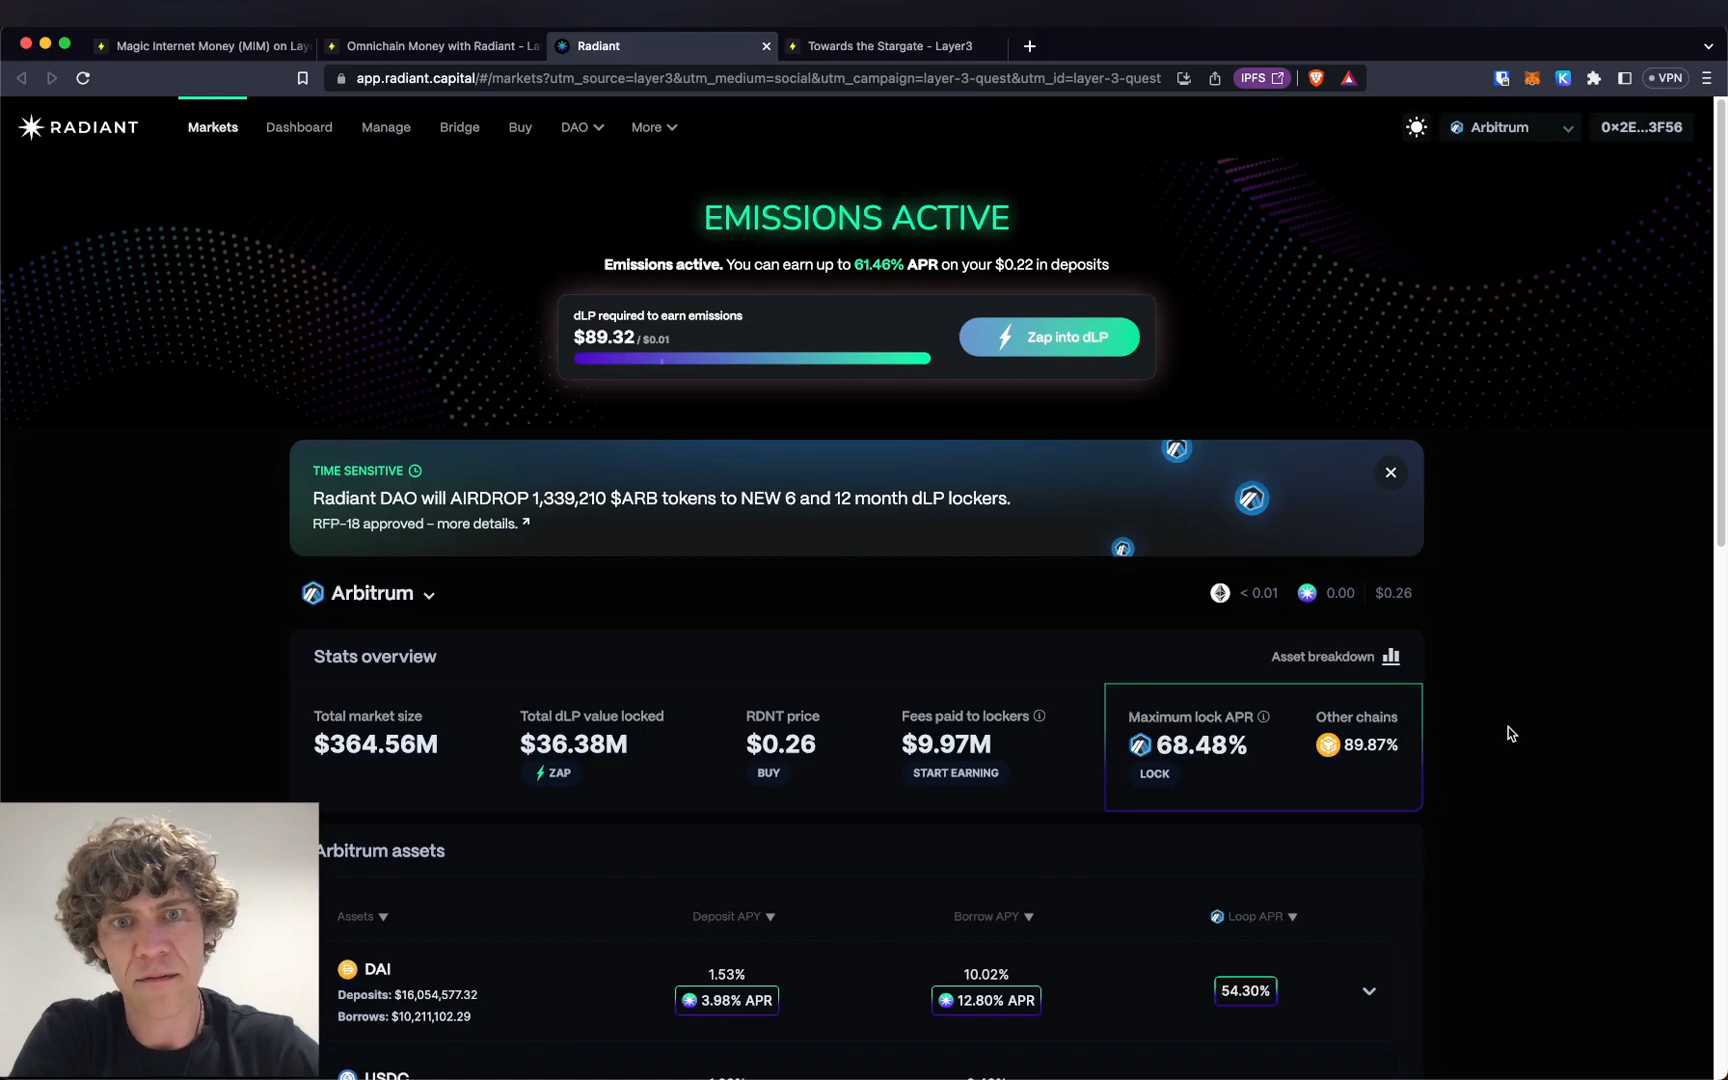 Magic Internet Money (MIM) on Lay
Omnichain Money with Radiant - La
Radiant
Towards the Stargate - Layer3
app.radiant.capital/#/markets?utm_source=layer3&utm_medium=social&utm_campaign=layer-3-quest&utm_id=layer-3-quest
IPFS
VPN
RADIANT
Markets
Dashboard
Manage
Bridge
Buy
DAO
More
Arbitrum
0×2E...3F56
EMISSIONS ACTIVE
Emissions active. You can earn up to 61.46% APR on your $0.22 in deposits
dLP required to earn emissions
$89.32 / $0.01
Zap into dLP
TIME SENSITIVE
Radiant DAO will AIRDROP 1,339,210 $ARB tokens to NEW 6 and 12 month dLP lockers.
RFP-18 approved – more details.
Arbitrum
< 0.01
0.00
$0.26
Stats overview
Asset breakdown
Total market size
$364.56M
Total dLP value locked
$36.38M
ZAP
RDNT price
$0.26
BUY
Fees paid to lockers
$9.97M
START EARNING
Maximum lock APR
68.48%
LOCK
Other chains
89.87%
Arbitrum assets
Assets
Deposit APY
Borrow APY
Loop APR
DAI
Deposits: $16,054,577.32
Borrows: $10,211,102.29
1.53%
3.98% APR
10.02%
12.80% APR
54.30%
USDC